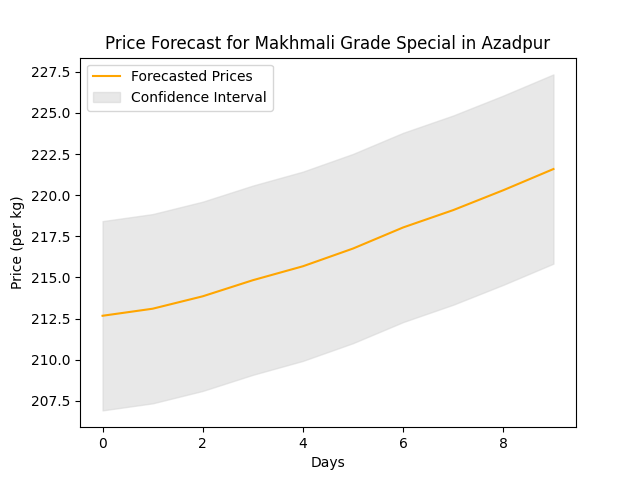 Price Forecast for Makhmali Grade Special in Azadpur
Forecasted Prices
Confidence Interval
227.5
225.0
222.5
220.0
217.5
215.0
212.5
210.0
207.5
Price (per kg)
0 2 4 6 8
Days